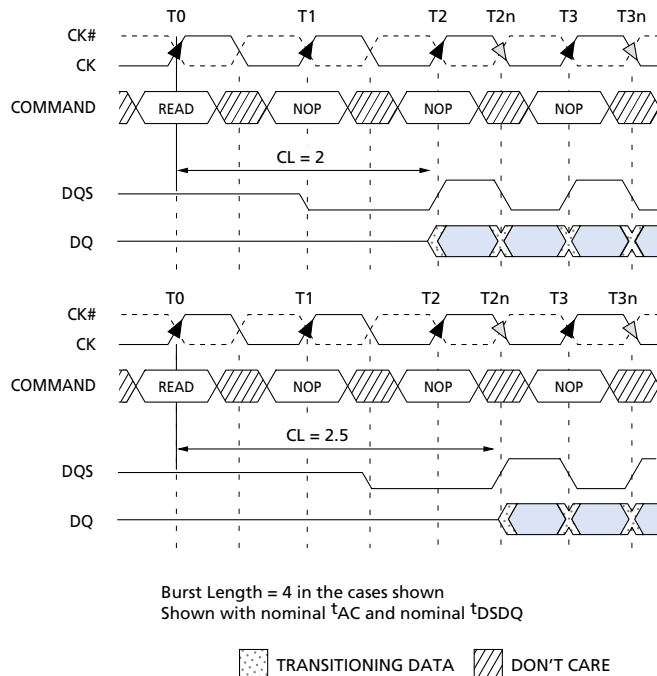 T0 T1 T2 T2n T3 T3n
CK#
CK
COMMAND READ NOP NOP NOP
CL = 2
DQS
DQ
T0 T1 T2 T2n T3 T3n
CK#
CK
COMMAND READ NOP NOP NOP
CL = 2.5
DQS
DQ
Burst Length = 4 in the cases shown
Shown with nominal tAC and nominal tDSDQ
TRANSITIONING DATA DON'T CARE